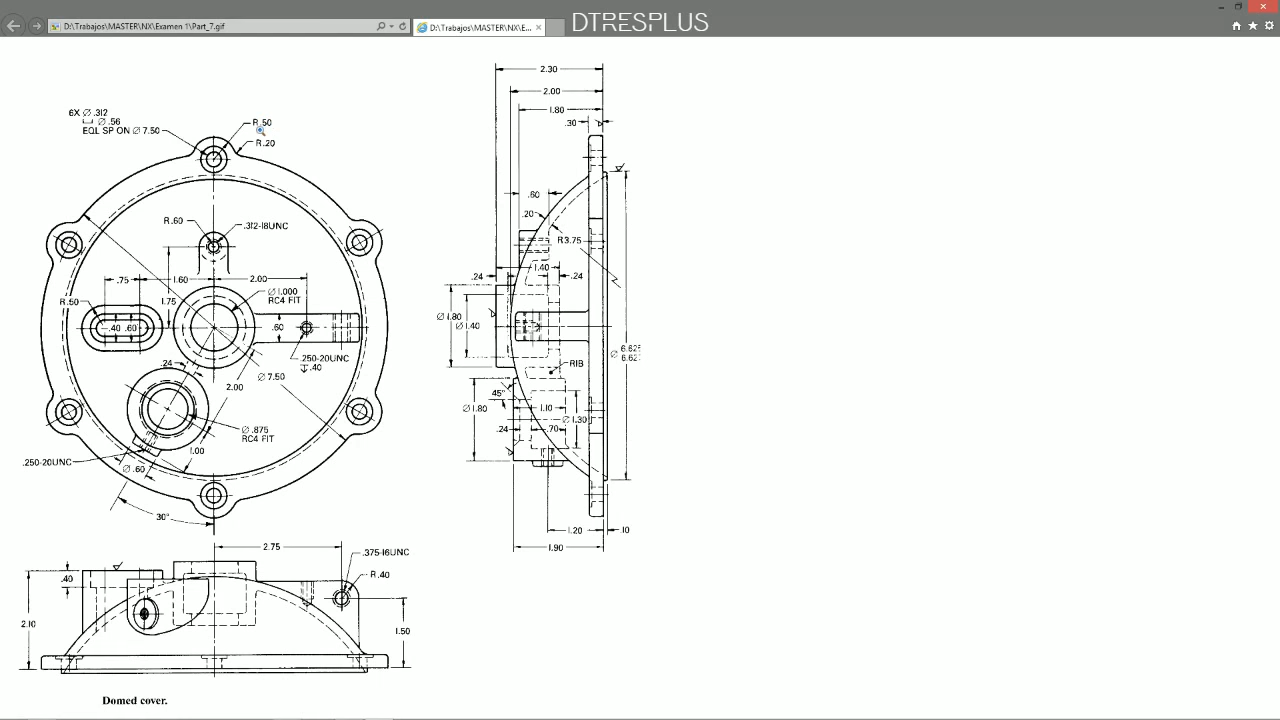 DTRESPLUS
D:\Trabajos\MASTER\NX\Examen 1\Part_7.gif
D:\Trabajos\MASTER\NX\E...
6X Ø .312
⌴ Ø .56
EQL SP ON Ø 7.50
R .50
R .20
R .60
.312-18UNC
.75
1.60
2.00
1.75
Ø 1.000
RC4 FIT
R .50
.40 .60
.60
.250-20UNC
↧ .40
.24
2.00
Ø 7.50
Ø .875
RC4 FIT
1.00
.250-20UNC
Ø .60
30°
2.30
2.00
1.80
.30
.60
.20
R 3.75
1.40
.24
.24
Ø 1.80
Ø 1.40
RIB
45°
Ø 1.80
1.10
Ø 1.30
.24
.70
1.20
.10
1.90
2.75
.375-16UNC
R .40
.40
2.10
1.50
Domed cover.